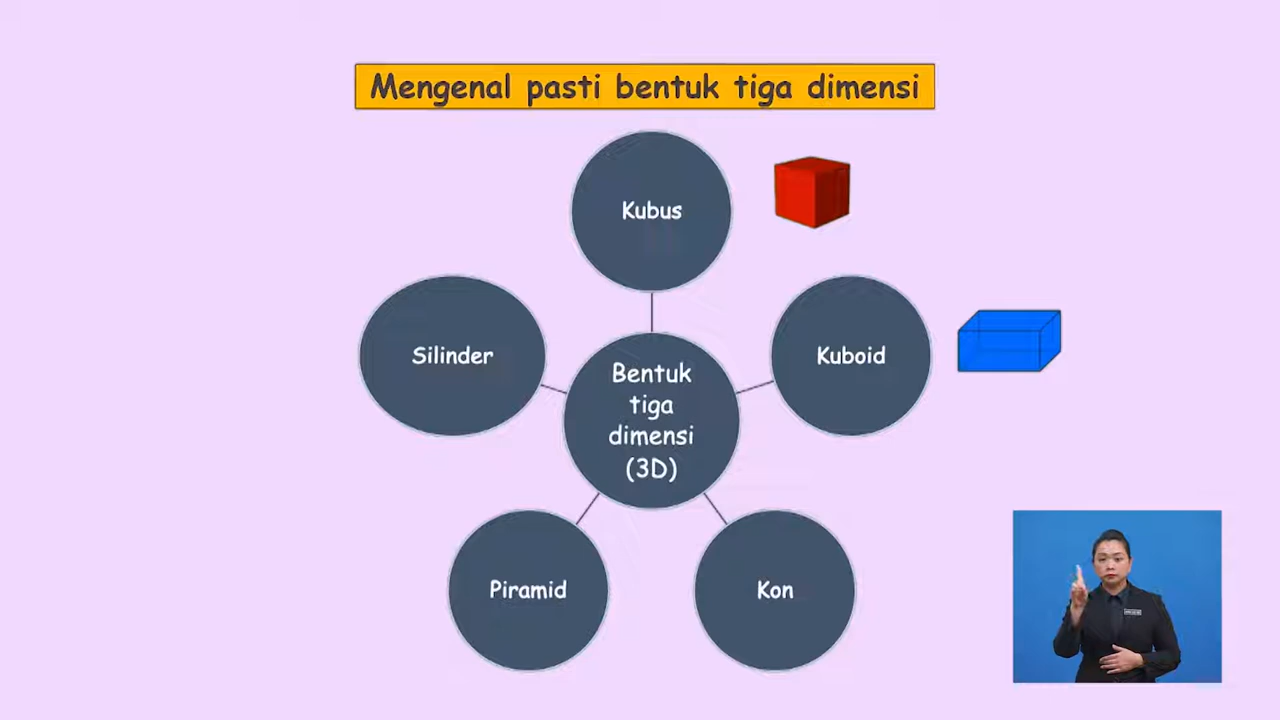 Mengenal pasti bentuk tiga dimensi
Kubus
Silinder
Kuboid
Bentuk
tiga
dimensi
(3D)
Piramid
Kon